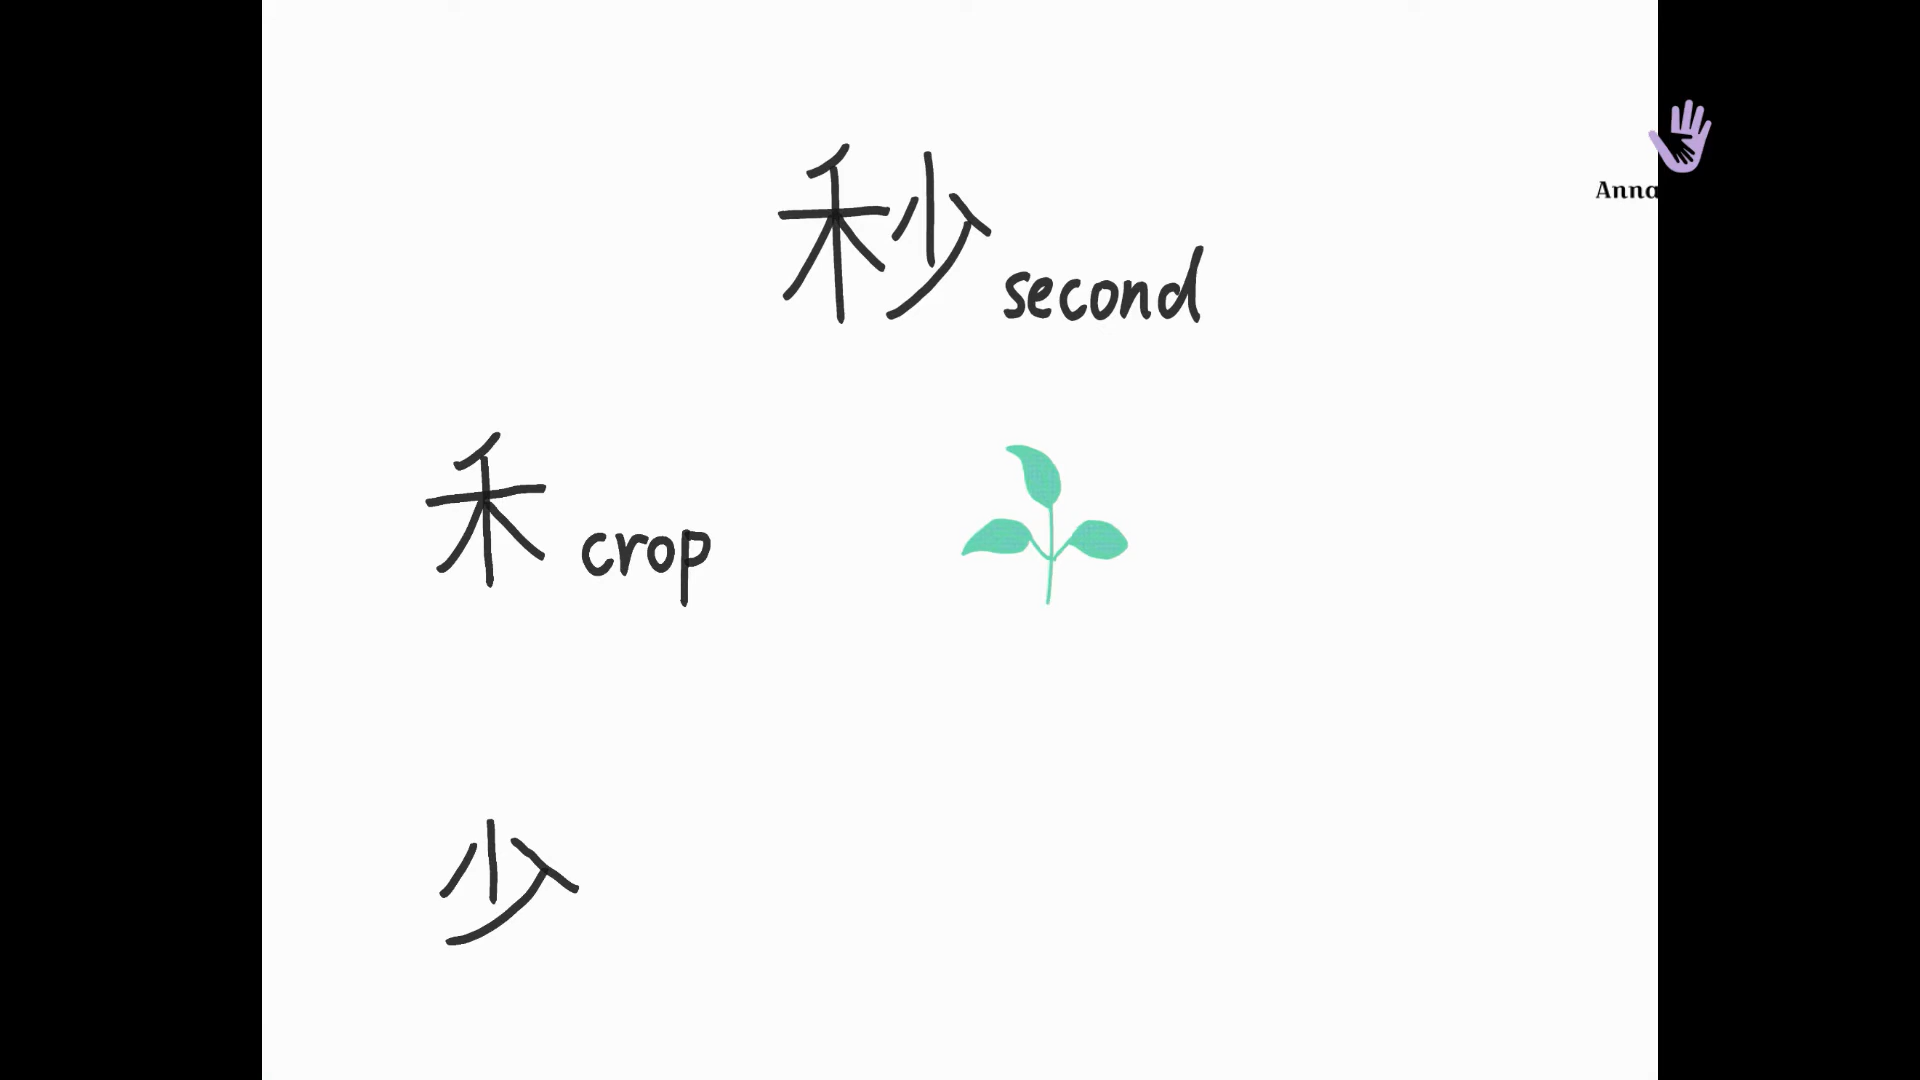 秒 second
Anna
禾 crop
少